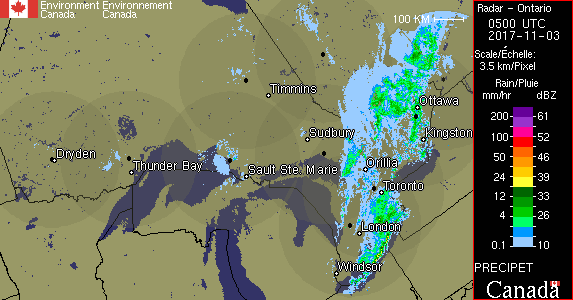 Environment Environnement
Canada Canada
100 KM
Timmins
Ottawa
Sudbury
Kingston
Dryden
Thunder Bay
Sault Ste. Marie
Orillia
Toronto
London
Windsor
Radar - Ontario
0500 UTC
2017-11-03
Scale/Échelle:
3.5 km/Pixel
Rain/Pluie
mm/hr dBZ
200 61
100 52
50 46
24 39
12 33
4 26
0.1 10
PRECIPET
Canada